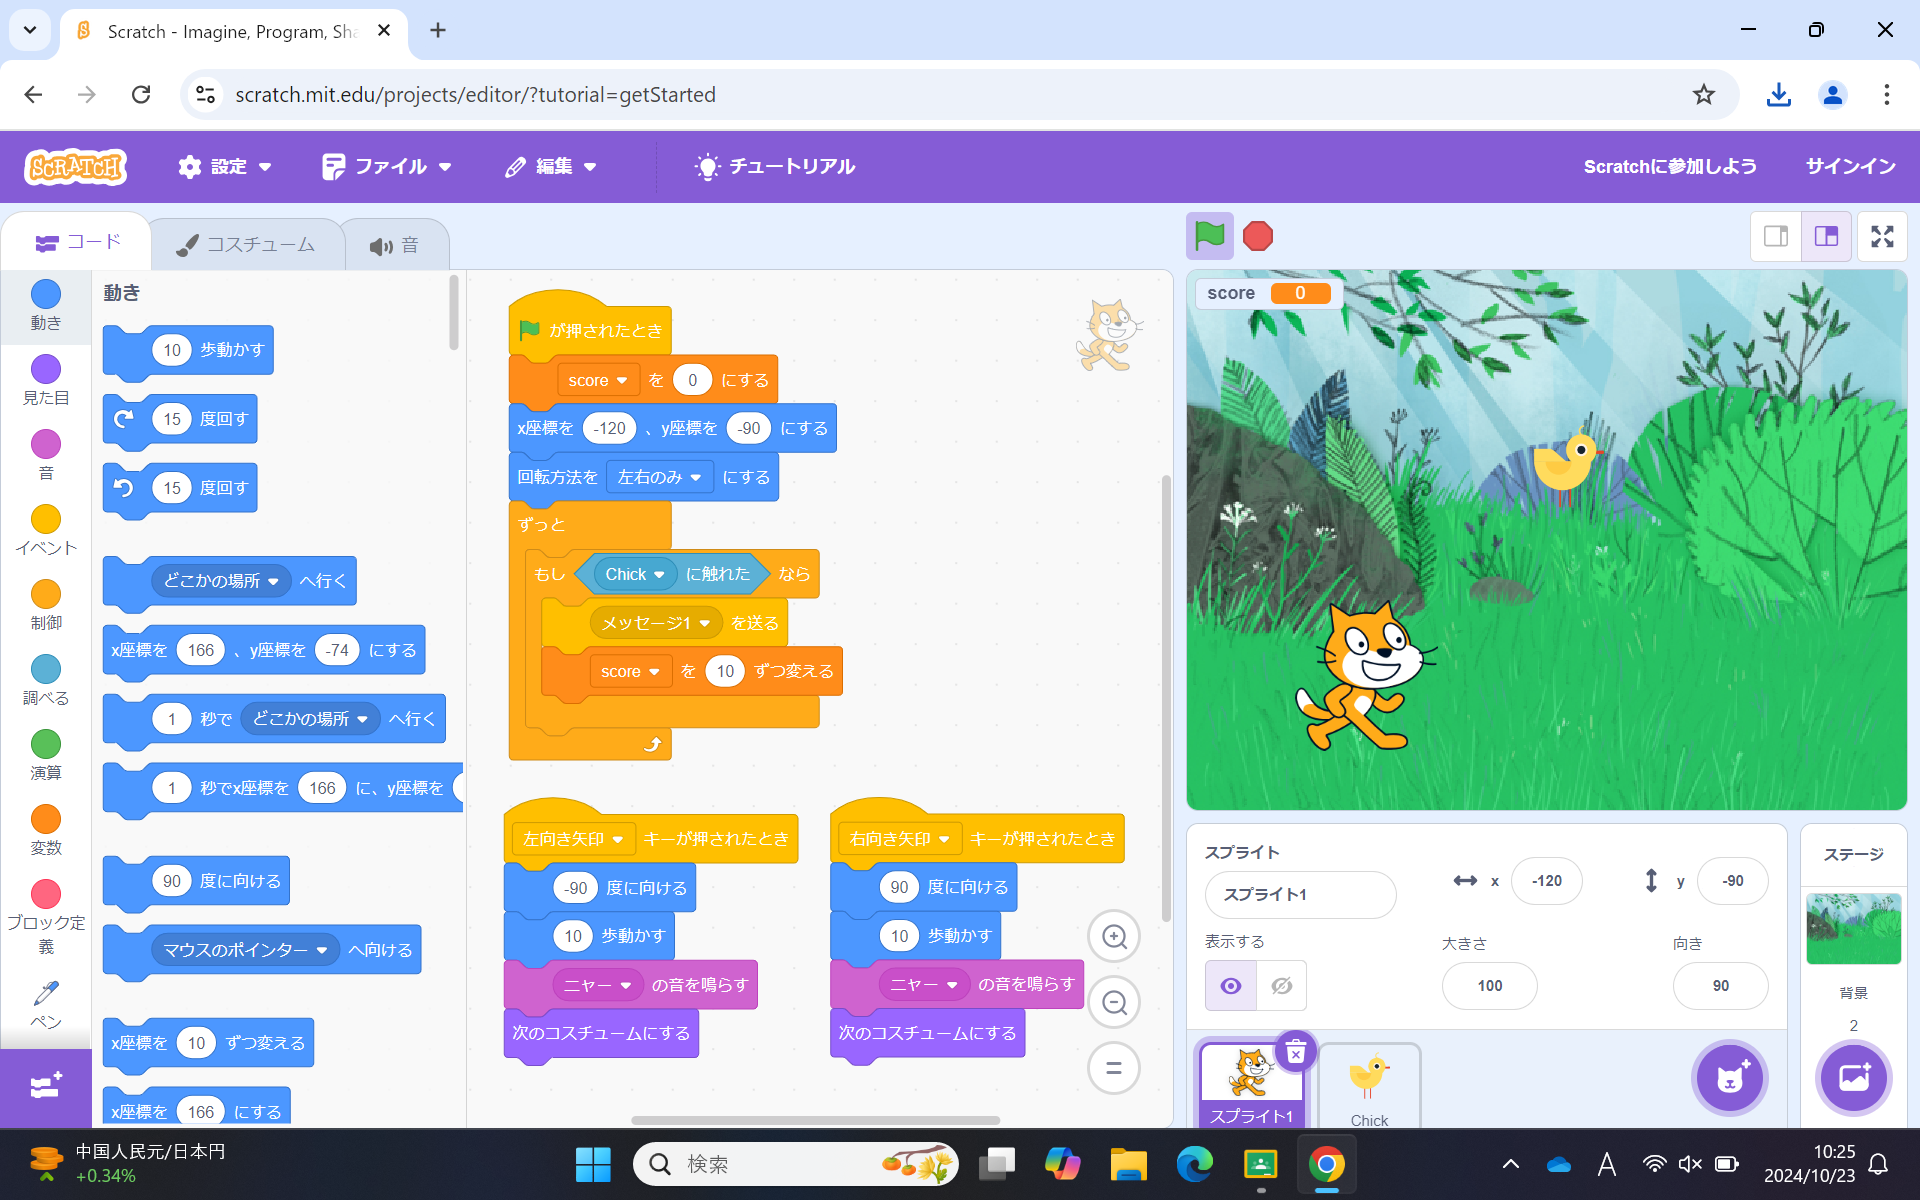 Scratch - Imagine, Program, Sha
scratch.mit.edu/projects/editor/?tutorial=getStarted
SCRATCH
設定
ファイル
編集
チュートリアル
Scratchに参加しよう
サインイン
コード
コスチューム
音
動き
見た目
音
イベント
制御
調べる
演算
変数
ブロック定
義
ペン
動き
10 歩動かす
15 度回す
15 度回す
どこかの場所 へ行く
x座標を 166 、y座標を -74 にする
1 秒で どこかの場所 へ行く
1 秒でx座標を 166 に、y座標を
90 度に向ける
マウスのポインター へ向ける
x座標を 10 ずつ変える
x座標を 166 にする
が押されたとき
score を 0 にする
x座標を -120 、y座標を -90 にする
回転方法を 左右のみ にする
ずっと
もし Chick に触れた なら
メッセージ1 を送る
score を 10 ずつ変える
左向き矢印 キーが押されたとき
-90 度に向ける
10 歩動かす
ニャー の音を鳴らす
次のコスチュームにする
右向き矢印 キーが押されたとき
90 度に向ける
10 歩動かす
ニャー の音を鳴らす
次のコスチュームにする
score 0
スプライト
スプライト1
x -120
y -90
表示する
大きさ
100
向き
90
スプライト1
Chick
ステージ
背景
2
中国人民元/日本円
+0.34%
検索
A
10:25
2024/10/23